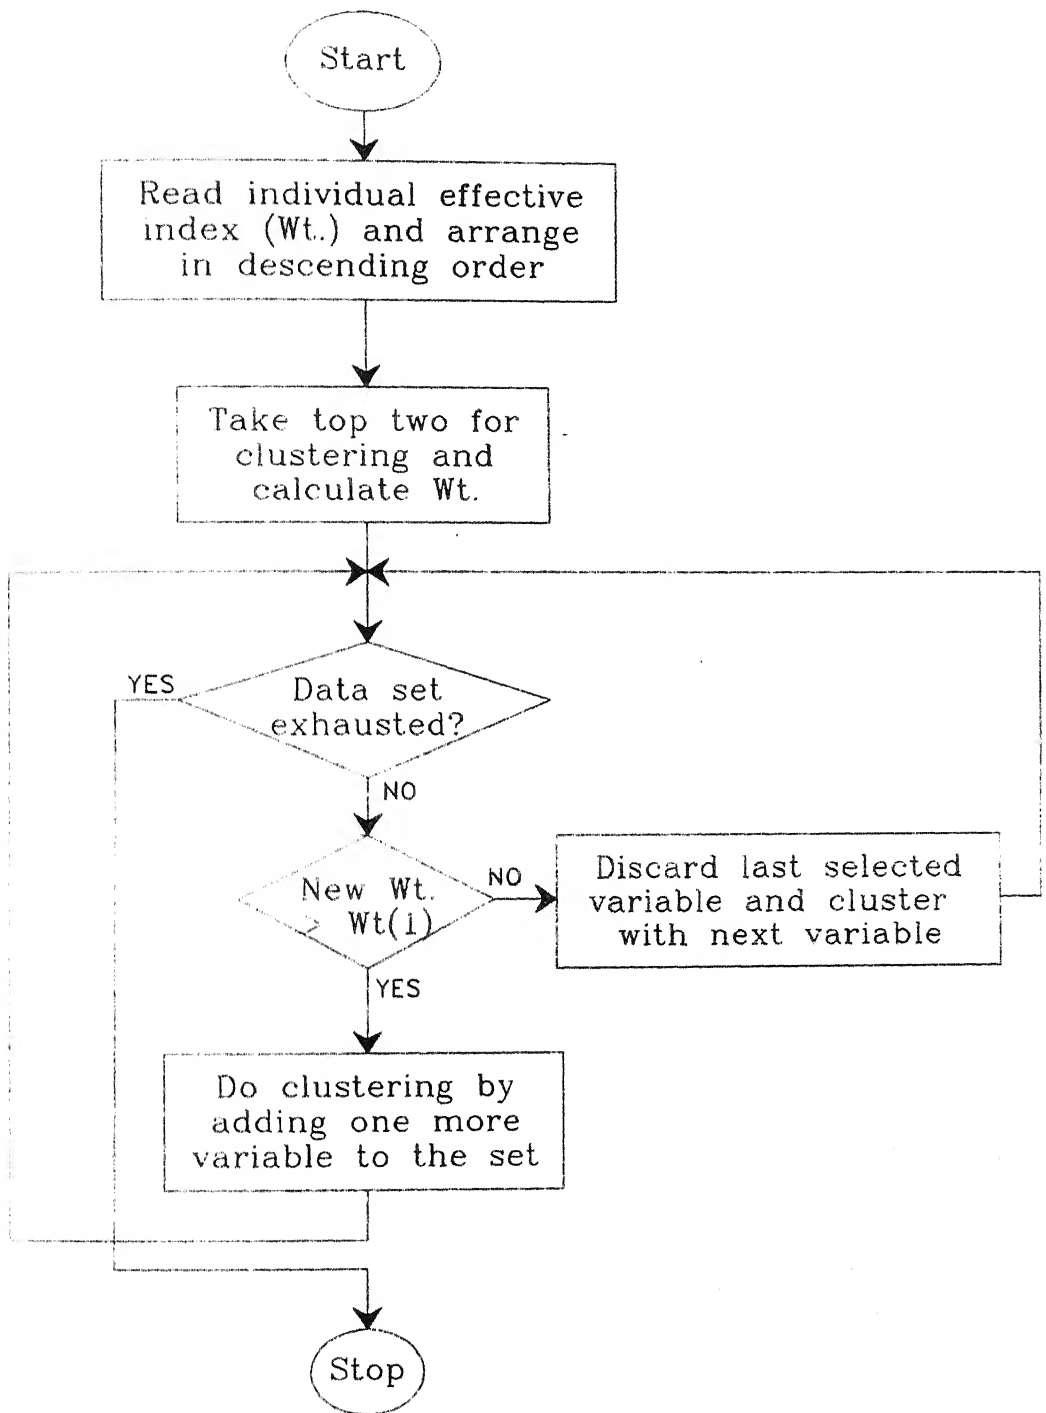 Start
Read individual effective
index (Wt..) and arrange
in descending order
Take top two for
clustering and
calculate Wt.
YES
Data set
exhausted?
NO
New Wt.
> Wt(1)
NO
Discard last selected
variable and cluster
with next variable
YES
Do clustering by
adding one more
variable to the set
Stop